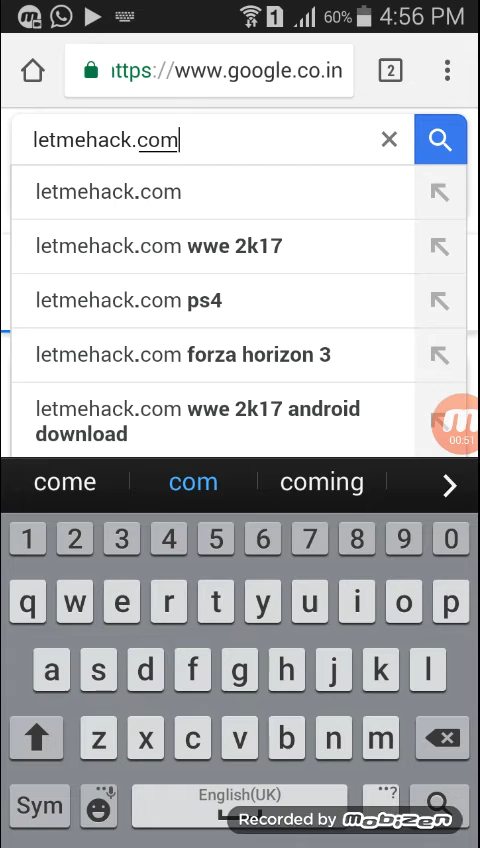 1 60% 4:56 PM
ttps://www.google.co.in 2
letmehack.com
letmehack.com
letmehack.com wwe 2k17
letmehack.com ps4
letmehack.com forza horizon 3
letmehack.com wwe 2k17 android
download
00:51
come com coming
1 2 3 4 5 6 7 8 9 0
q w e r t y u i o p
a s d f g h j k l
z x c v b n m
Sym English(UK) ..?
Recorded by mobizen